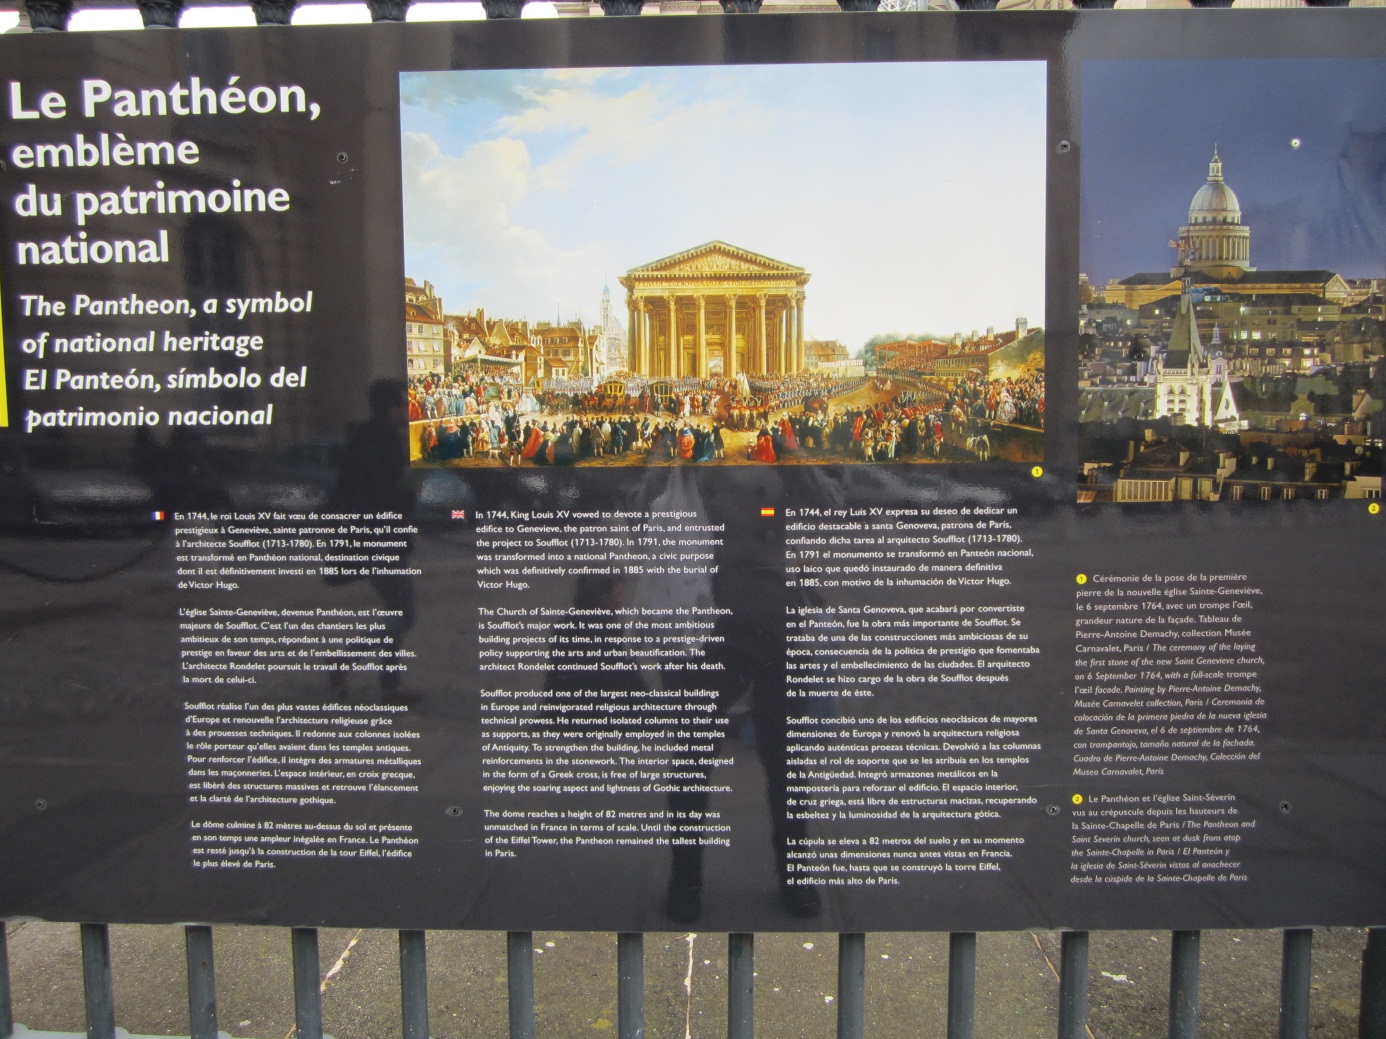 Le Panthéon,
emblème
du patrimoine
national
The Pantheon, a symbol
of national heritage
El Panteón, símbolo del
patrimonio nacional
En 1744, le roi Louis XV fait vœu de consacrer un édifice
prestigieux à Geneviève, sainte patronne de Paris, qu'il confie
à l'architecte Soufflot (1713-1780). En 1791, le monument
est transformé en Panthéon national, destination civique
dont il est définitivement investi en 1885 lors de l'inhumation
de Victor Hugo.
L'église Sainte-Geneviève, devenue Panthéon, est l'œuvre
majeure de Soufflot. C'est l'un des chantiers les plus
ambitieux de son temps, répondant à une politique de
prestige en faveur des arts et de l'embellissement des villes.
L'architecte Rondelet poursuit le travail de Soufflot après
la mort de celui-ci.
Soufflot réalise l'un des plus vastes édifices néoclassiques
d'Europe et renouvelle l'architecture religieuse grâce
à des prouesses techniques. Il redonne aux colonnes isolées
le rôle porteur qu'elles avaient dans les temples antiques.
Pour renforcer l'édifice, il intègre des armatures métalliques
dans les maçonneries. L'espace intérieur, en croix grecque,
est libéré des structures massives et retrouve l'élancement
et la clarté de l'architecture gothique.
Le dôme culmine à 82 mètres au-dessus du sol et présente
en son temps une ampleur inégalée en France. Le Panthéon
est resté jusqu'à la construction de la tour Eiffel, l'édifice
le plus élevé de Paris.
In 1744, King Louis XV vowed to devote a prestigious
edifice to Genevieve, the patron saint of Paris, and entrusted
the project to Soufflot (1713-1780). In 1791, the monument
was transformed into a national Pantheon, a civic purpose
which was definitively confirmed in 1885 with the burial of
Victor Hugo.
The Church of Sainte-Geneviève, which became the Pantheon,
is Soufflot's major work. It was one of the most ambitious
building projects of its time, in response to a prestige-driven
policy supporting the arts and urban beautification. The
architect Rondelet continued Soufflot's work after his death.
Soufflot produced one of the largest neo-classical buildings
in Europe and reinvigorated religious architecture through
technical prowess. He returned isolated columns to their use
as supports, as they were originally employed in the temples
of Antiquity. To strengthen the building, he included metal
reinforcements in the stonework. The interior space, designed
in the form of a Greek cross, is free of large structures,
enjoying the soaring aspect and lightness of Gothic architecture.
The dome reaches a height of 82 metres and in its day was
unmatched in France in terms of scale. Until the construction
of the Eiffel Tower, the Pantheon remained the tallest building
in Paris.
En 1744, el rey Luis XV expresa su deseo de dedicar un
edificio destacable a santa Genoveva, patrona de París,
confiando dicha tarea al arquitecto Soufflot (1713-1780).
En 1791 el monumento se transformó en Panteón nacional,
uso laico que quedó instaurado de manera definitiva
en 1885, con motivo de la inhumación de Victor Hugo.
La iglesia de Santa Genoveva, que acabará por convertirse
en el Panteón, fue la obra más importante de Soufflot. Se
trataba de una de las construcciones más ambiciosas de su
época, consecuencia de la política de prestigio que fomentaba
las artes y el embellecimiento de las ciudades. El arquitecto
Rondelet se hizo cargo de la obra de Soufflot después
de la muerte de éste.
Soufflot concibió uno de los edificios neoclásicos de mayores
dimensiones de Europa y renovó la arquitectura religiosa
aplicando auténticas proezas técnicas. Devolvió a las columnas
aisladas el rol de soporte que se les atribuía en los templos
de la Antigüedad. Integró armazones metálicos en la
mampostería para reforzar el edificio. El espacio interior,
de cruz griega, está libre de estructuras macizas, recuperando
la esbeltez y la luminosidad de la arquitectura gótica.
La cúpula se eleva a 82 metros del suelo y en su momento
alcanzó unas dimensiones nunca antes vistas en Francia.
El Panteón fue, hasta que se construyó la torre Eiffel,
el edificio más alto de París.
1
2
1 Cérémonie de la pose de la première
pierre de la nouvelle église Sainte-Geneviève,
le 6 septembre 1764, avec un trompe l'œil,
grandeur nature de la façade. Tableau de
Pierre-Antoine Demachy, collection Musée
Carnavalet, Paris / The ceremony of the laying
the first stone of the new Saint Genevieve church,
on 6 September 1764, with a full-scale trompe
l'œil facade. Painting by Pierre-Antoine Demachy,
Musée Carnavelet collection, Paris / Ceremonia de
colocación de la primera piedra de la nueva iglesia
de Santa Genoveva, el 6 de septiembre de 1764,
con trampantojo, tamaño natural de la fachada.
Cuadro de Pierre-Antoine Demachy, Colección del
Museo Carnavalet, París
2 Le Panthéon et l'église Saint-Séverin
vus au crépuscule depuis les hauteurs de
la Sainte-Chapelle de Paris / The Pantheon and
Saint Severin church, seen at dusk from atop
the Sainte-Chapelle in Paris / El Panteón y
la iglesia de Saint-Séverin vistos al anochecer
desde la cúspide de la Sainte-Chapelle de París